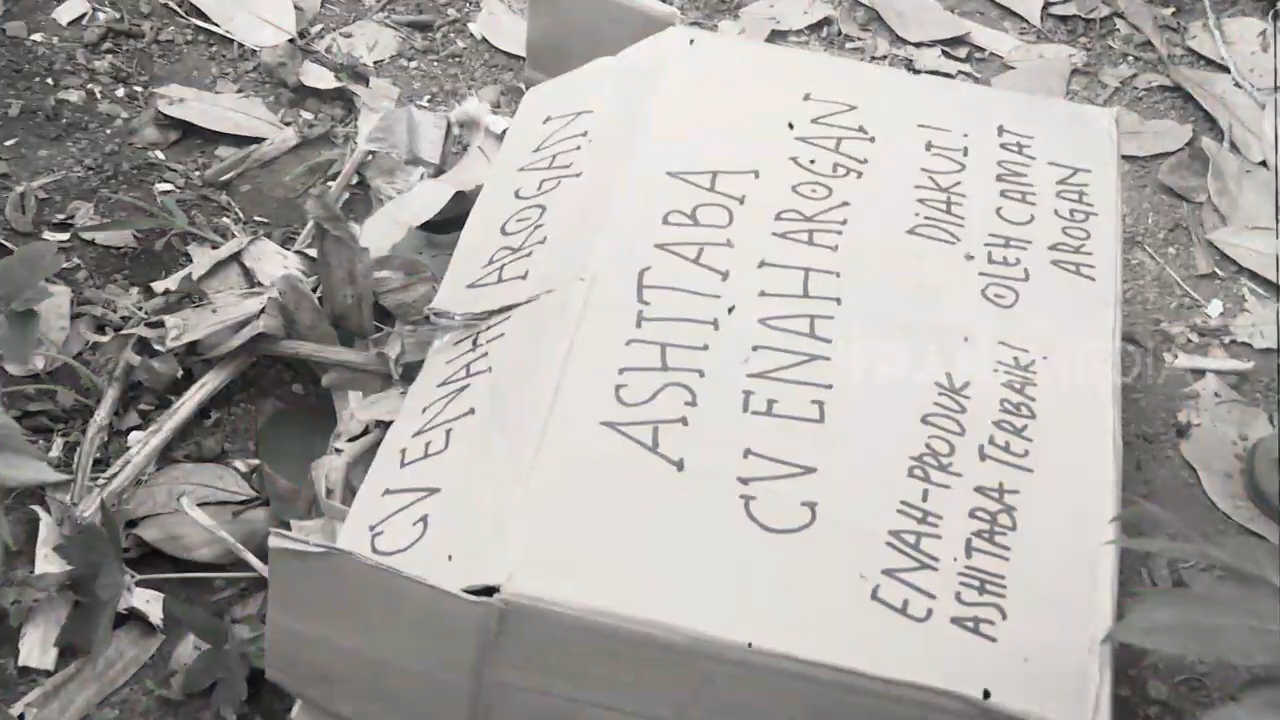 CV ENAH AROGAN
ASHITABA
CV ENAH AROGAN
ENAH-PRODUK DIAKUI!
ASHITABA TERBAIK! OLEH CAMAT
AROGAN